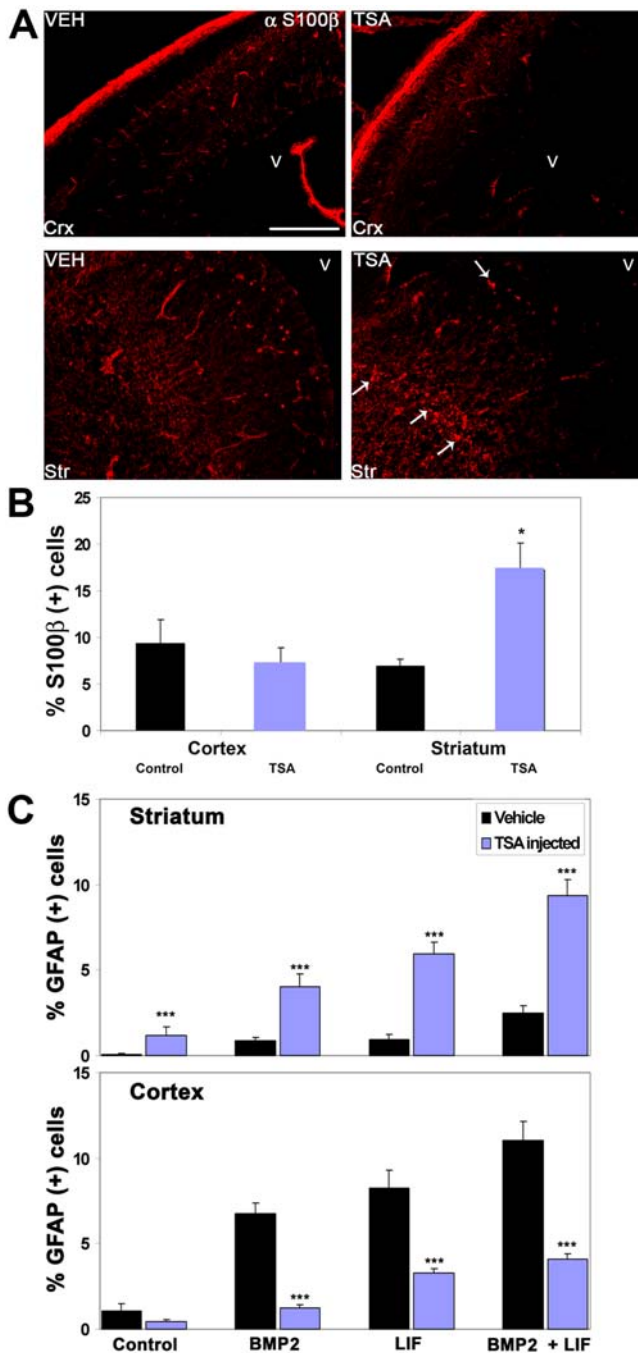 A
VEH
α S100β
V
Crx
TSA
V
Crx
VEH
V
Str
TSA
V
Str
B
% S100β (+) cells
25
20
15
10
5
0
*
Cortex
Striatum
Control
TSA
Control
TSA
C
Striatum
Vehicle
TSA injected
% GFAP (+) cells
15
10
5
0
***
***
***
***
Cortex
% GFAP (+) cells
15
10
5
0
***
***
***
Control
BMP2
LIF
BMP2 + LIF